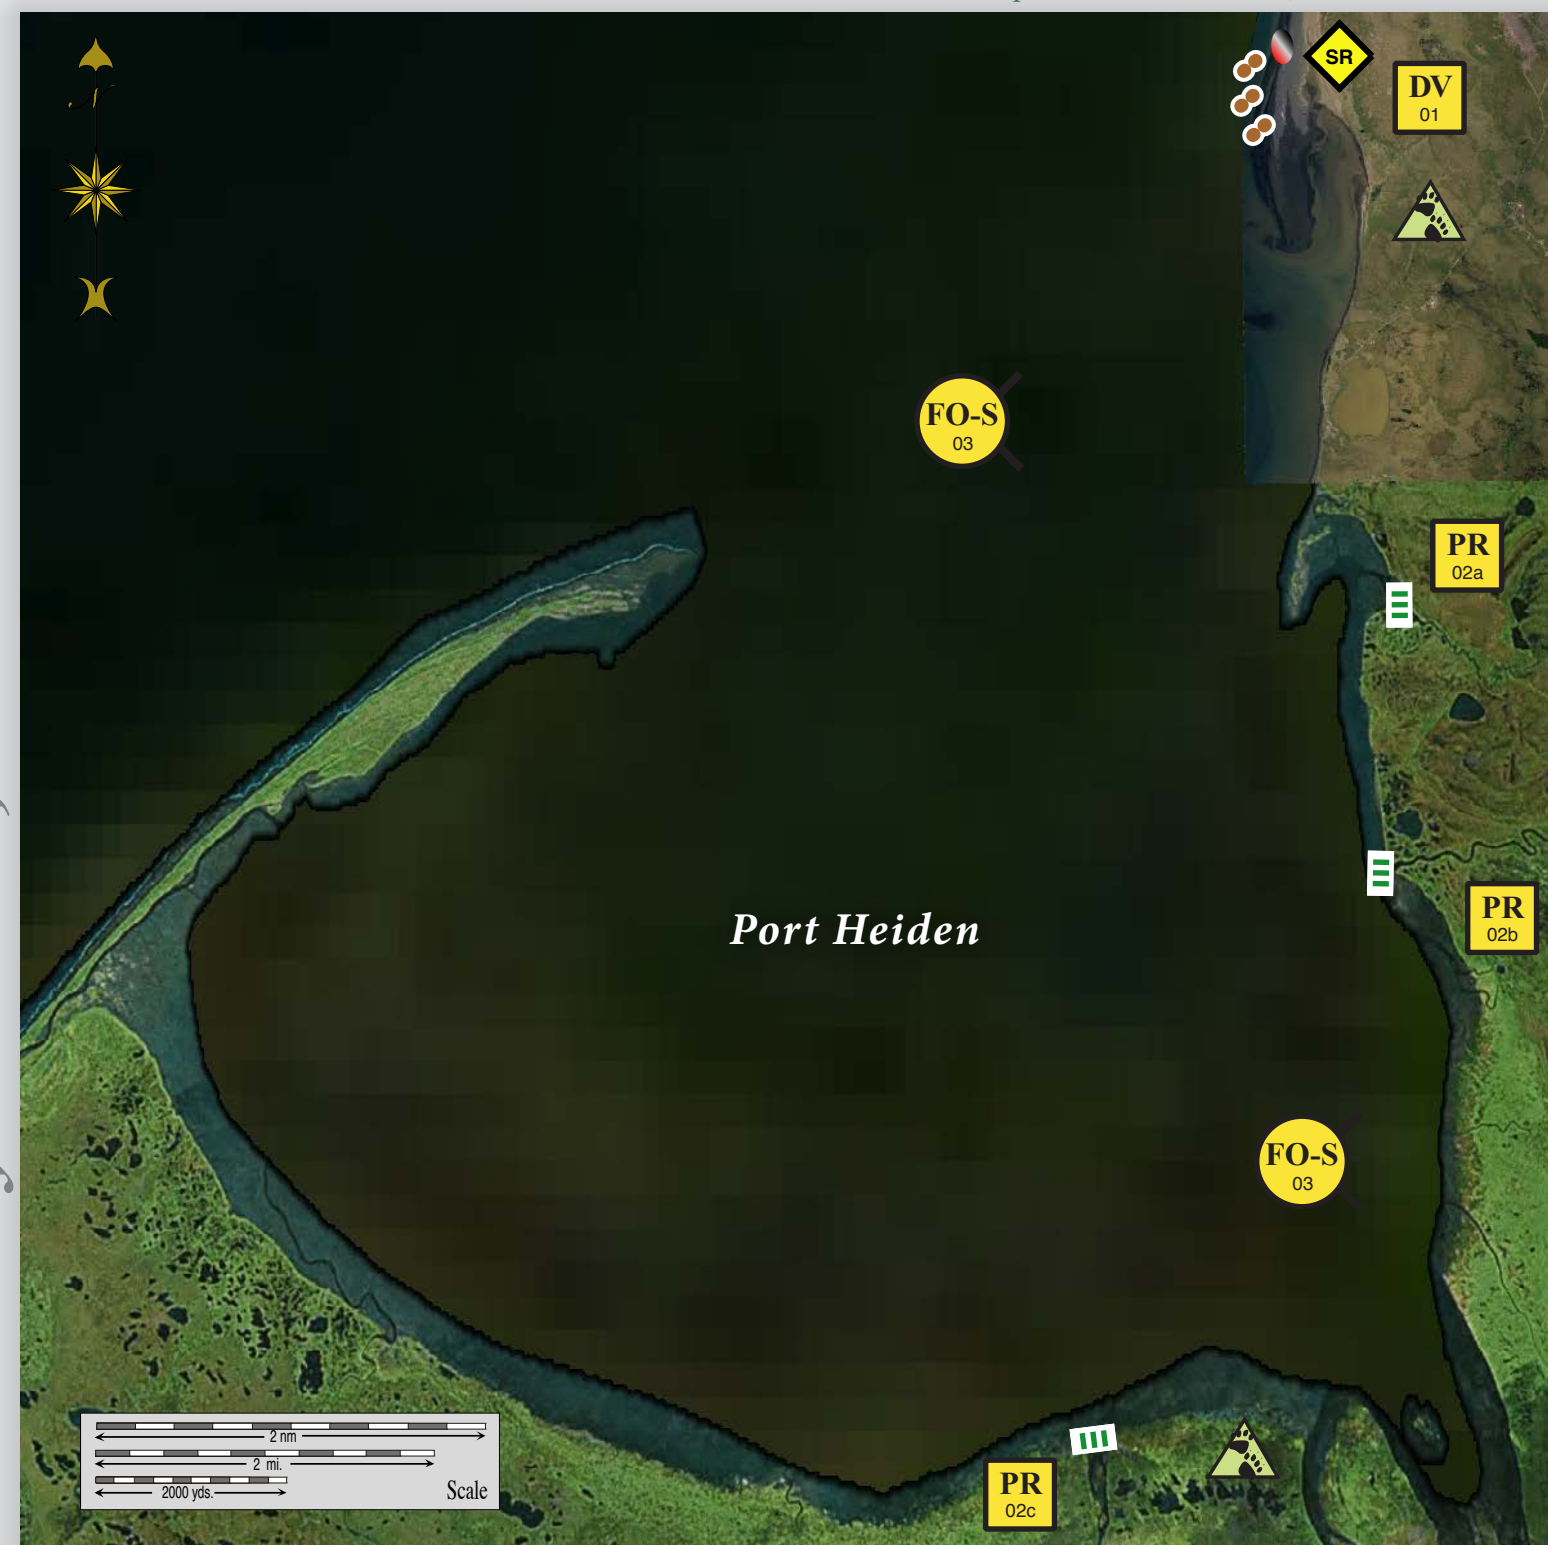 SR
DV
01
FO-S
03
PR
02a
PR
02b
Port Heiden
FO-S
03
PR
02c
2 nm
2 mi.
2000 yds.
Scale